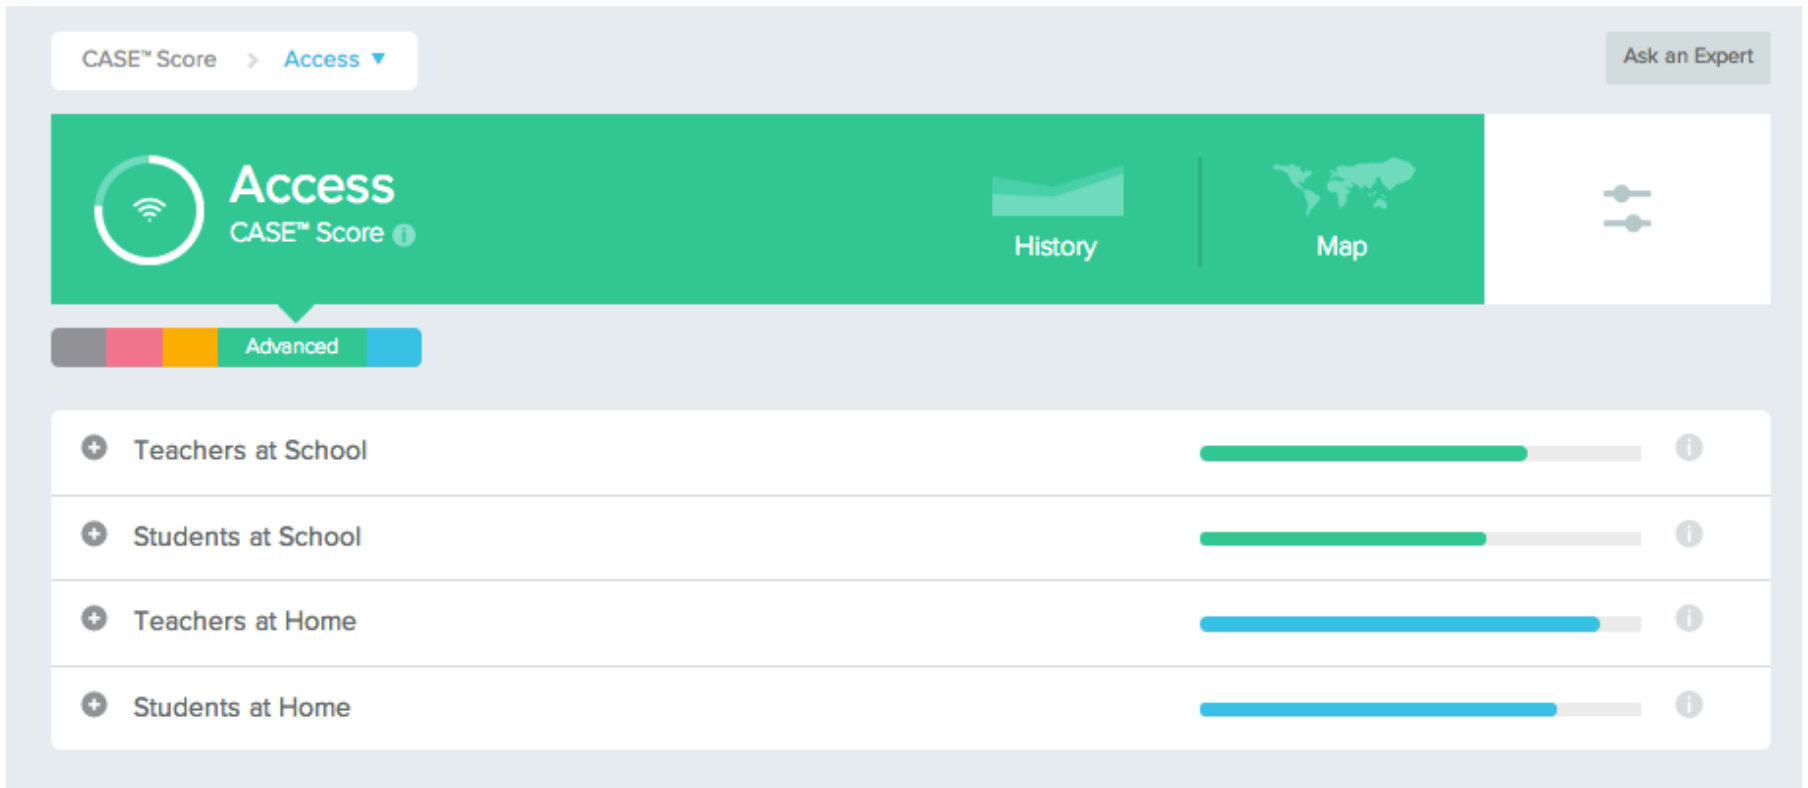 CASE™ Score > Access ▼
Ask an Expert
Access
CASE™ Score
History
Map
Advanced
Teachers at School
Students at School
Teachers at Home
Students at Home